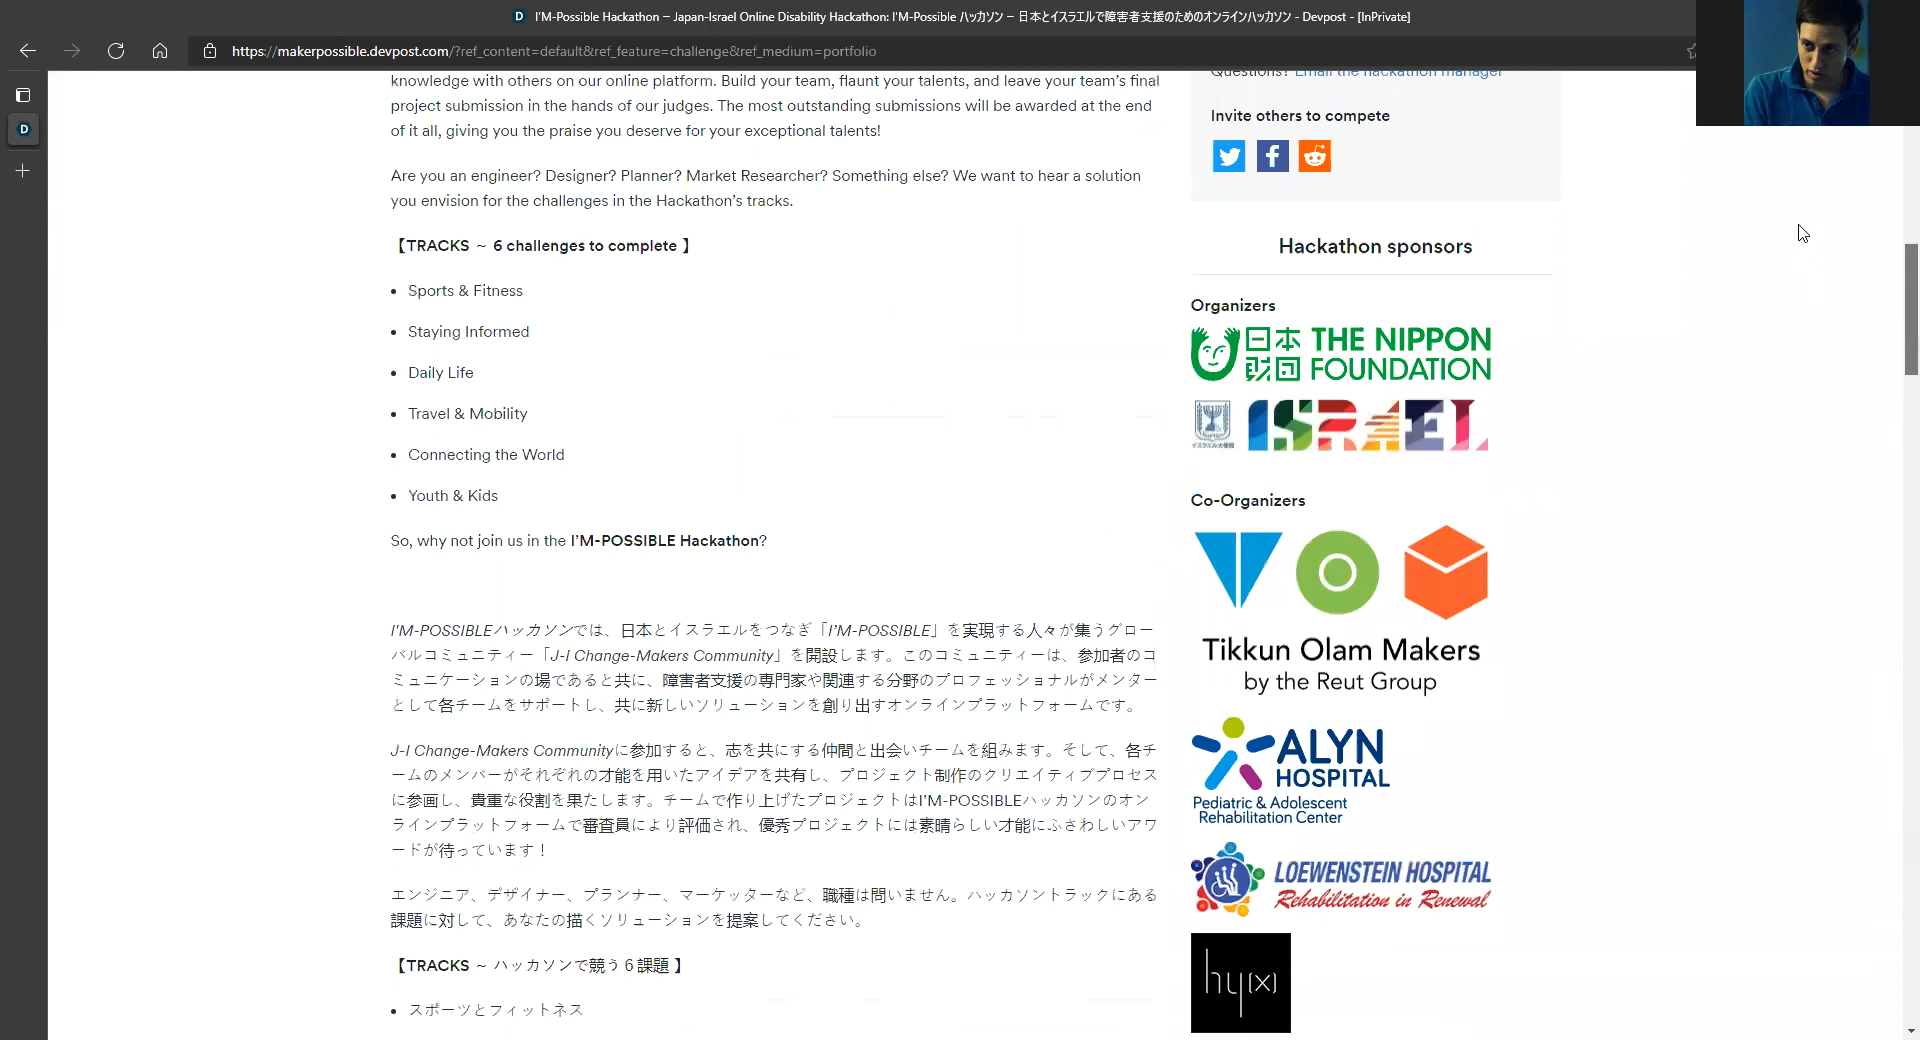 I'M-Possible Hackathon – Japan-Israel Online Disability Hackathon: I'M-Possible ハッカソン – 日本とイスラエルで障害者支援のためのオンラインハッカソン - Devpost - [InPrivate]
https://makerpossible.devpost.com/?ref_content=default&ref_feature=challenge&ref_medium=portfolio
knowledge with others on our online platform. Build your team, flaunt your talents, and leave your team's final
project submission in the hands of our judges. The most outstanding submissions will be awarded at the end
of it all, giving you the praise you deserve for your exceptional talents!
Are you an engineer? Designer? Planner? Market Researcher? Something else? We want to hear a solution
you envision for the challenges in the Hackathon's tracks.
【TRACKS ~ 6 challenges to complete 】
• Sports & Fitness
• Staying Informed
• Daily Life
• Travel & Mobility
• Connecting the World
• Youth & Kids
So, why not join us in the I'M-POSSIBLE Hackathon?
I'M-POSSIBLEハッカソンでは、日本とイスラエルをつなぎ「I'M-POSSIBLE」を実現する人々が集うグロー
バルコミュニティー「J-I Change-Makers Community」を開設します。このコミュニティーは、参加者のコ
ミュニケーションの場であると共に、障害者支援の専門家や関連する分野のプロフェッショナルがメンター
として各チームをサポートし、共に新しいソリューションを創り出すオンラインプラットフォームです。
J-I Change-Makers Communityに参加すると、志を共にする仲間と出会いチームを組みます。そして、各チ
ームのメンバーがそれぞれの才能を用いたアイデアを共有し、プロジェクト制作のクリエイティブプロセス
に参画し、貴重な役割を果たします。チームで作り上げたプロジェクトはI'M-POSSIBLEハッカソンのオン
ラインプラットフォームで審査員により評価され、優秀プロジェクトには素晴らしい才能にふさわしいアワ
ードが待っています！
エンジニア、デザイナー、プランナー、マーケッターなど、職種は問いません。ハッカソントラックにある
課題に対して、あなたの描くソリューションを提案してください。
【TRACKS ~ ハッカソンで競う６課題 】
• スポーツとフィットネス
Questions? Email the hackathon manager
Invite others to compete
Hackathon sponsors
Organizers
日本財団 THE NIPPON FOUNDATION
イスラエル大使館 ISRAEL
Co-Organizers
Tikkun Olam Makers
by the Reut Group
ALYN
HOSPITAL
Pediatric & Adolescent
Rehabilitation Center
LOEWENSTEIN HOSPITAL
Rehabilitation in Renewal
hy(x)